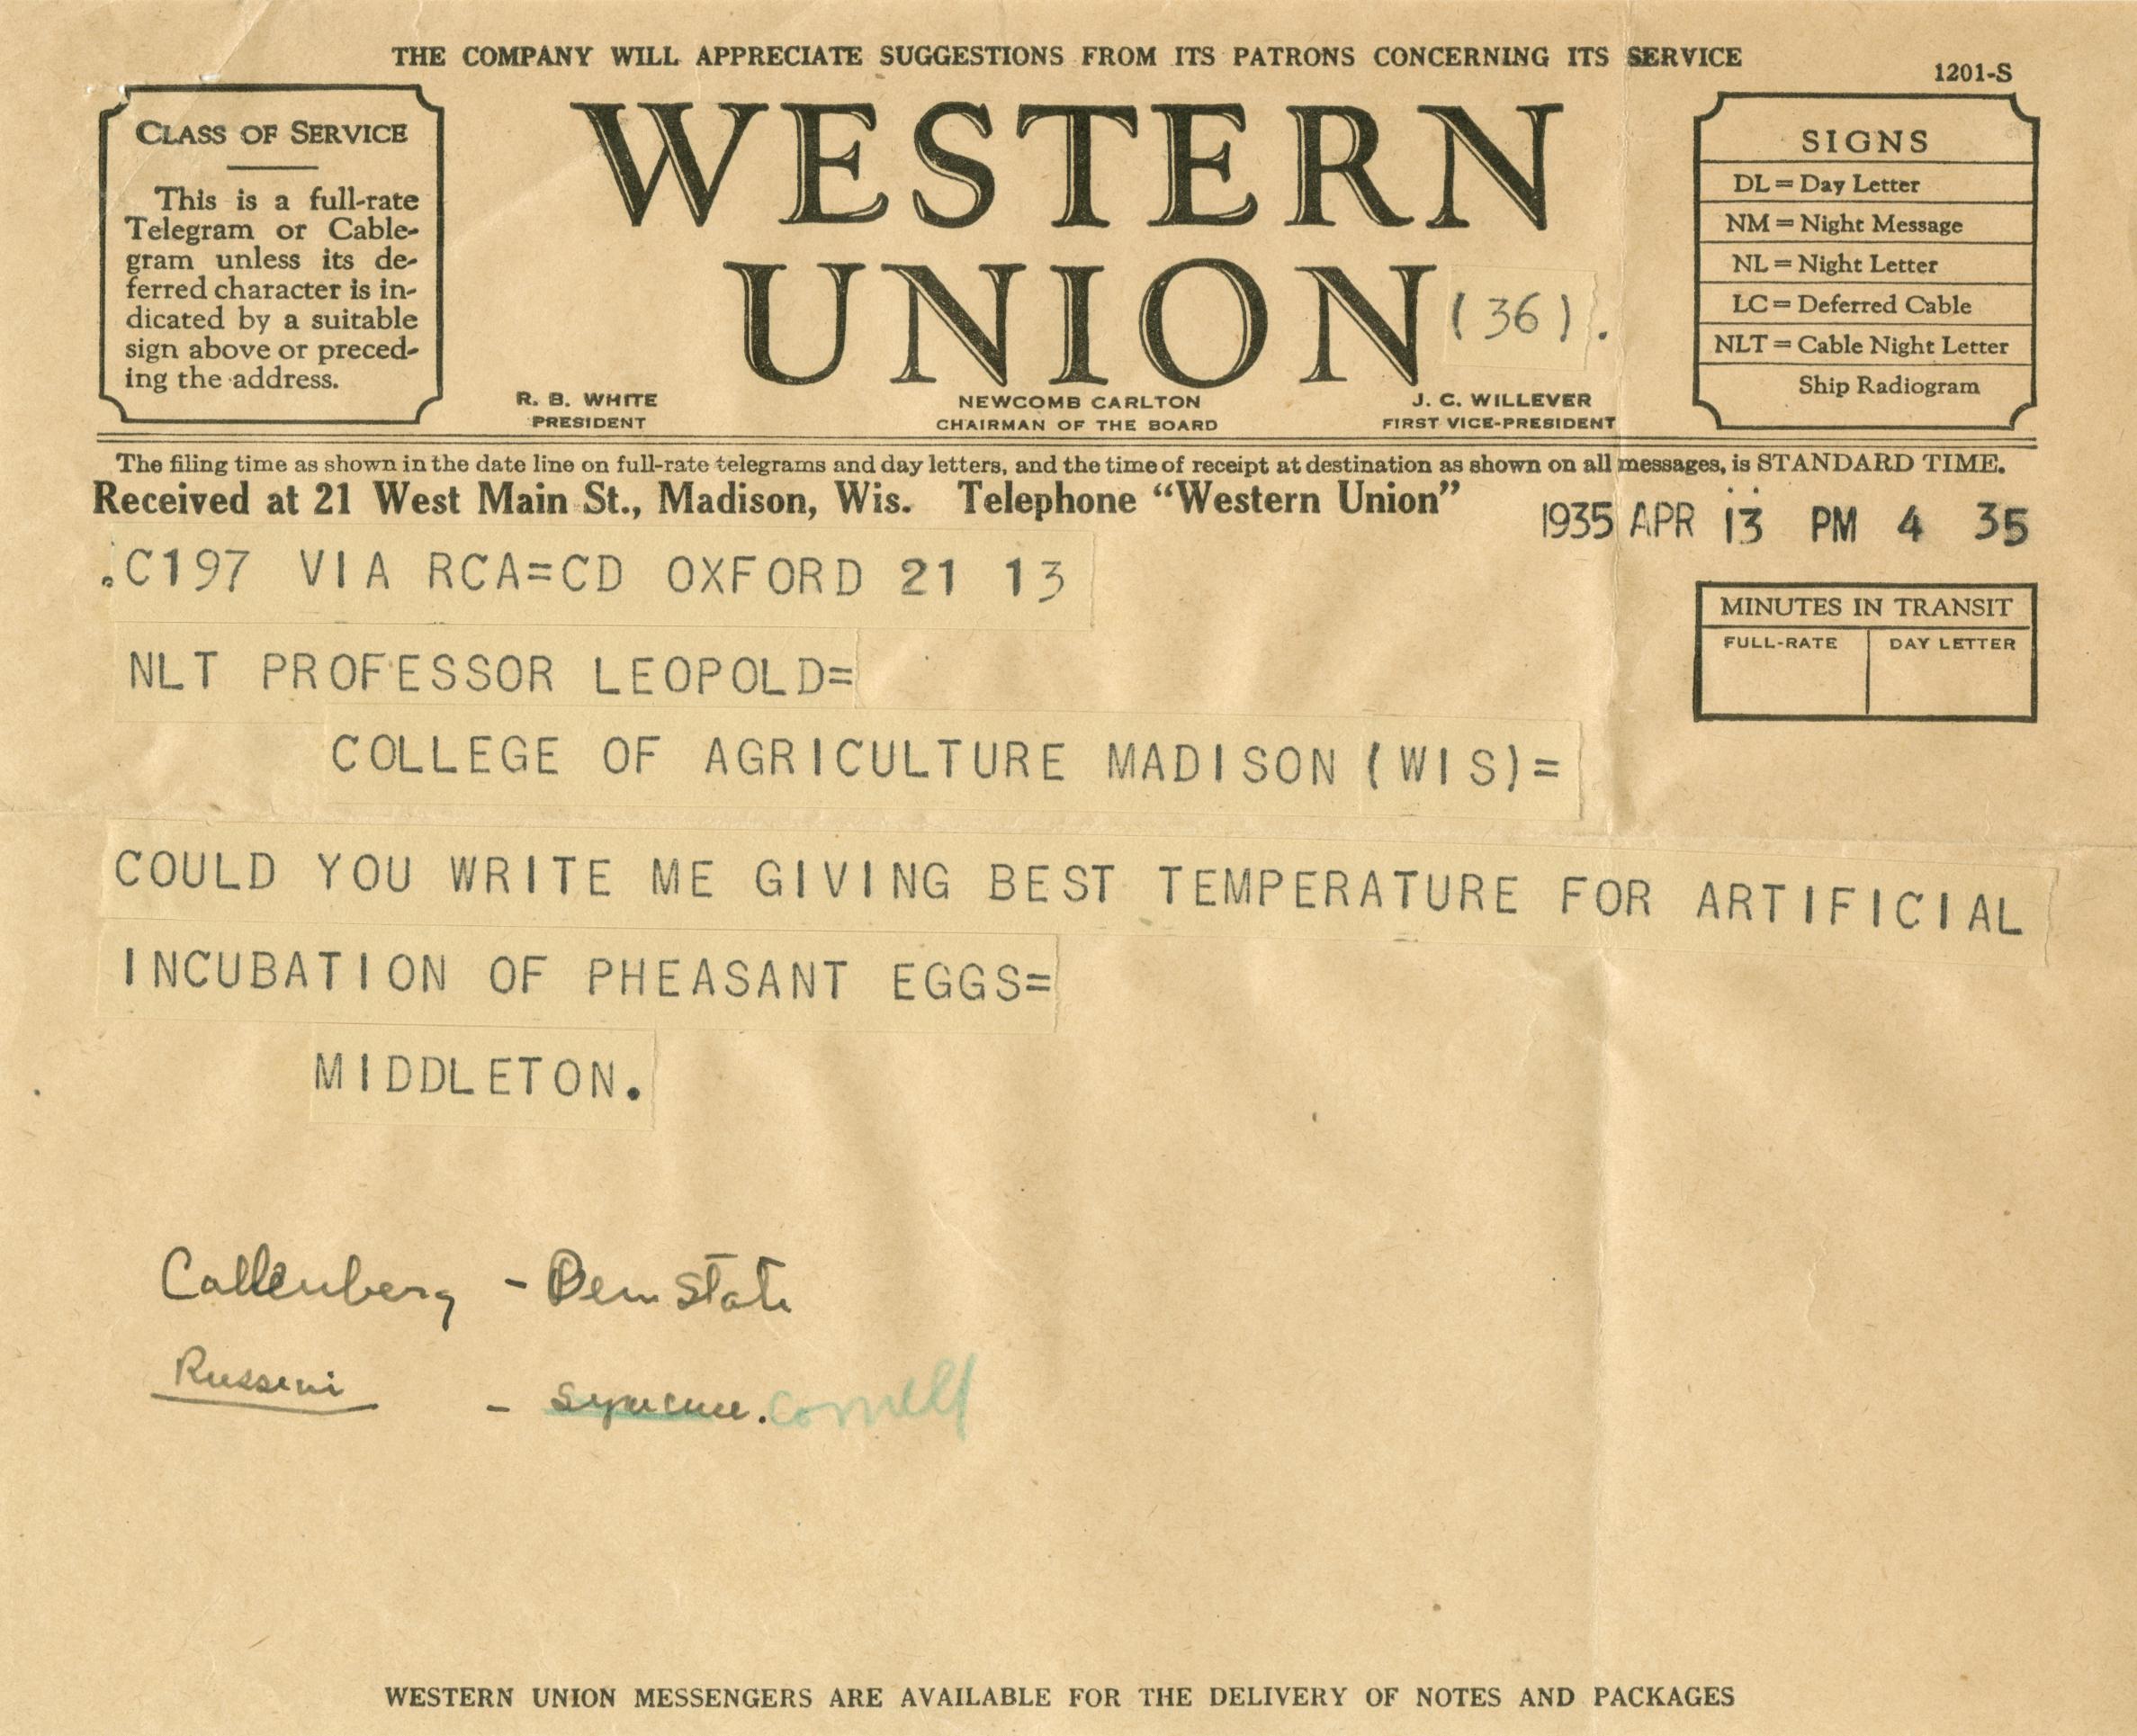 THE COMPANY WILL APPRECIATE SUGGESTIONS FROM ITS PATRONS CONCERNING ITS SERVICE
1201-S
CLASS OF SERVICE
This is a full-rate
Telegram or Cable-
gram unless its de-
ferred character is in-
dicated by a suitable
sign above or preced-
ing the address.
WESTERN
UNION
(36).
R. B. WHITE
PRESIDENT
NEWCOMB CARLTON
CHAIRMAN OF THE BOARD
J. C. WILLEVER
FIRST VICE-PRESIDENT
SIGNS
DL = Day Letter
NM = Night Message
NL = Night Letter
LC = Deferred Cable
NLT = Cable Night Letter
Ship Radiogram
The filing time as shown in the date line on full-rate telegrams and day letters, and the time of receipt at destination as shown on all messages, is STANDARD TIME.
Received at 21 West Main St., Madison, Wis. Telephone “Western Union”
1935 APR 13 PM 4 35
.C197 VIA RCA=CD OXFORD 21 13
MINUTES IN TRANSIT
FULL-RATE DAY LETTER
NLT PROFESSOR LEOPOLD=
COLLEGE OF AGRICULTURE MADISON (WIS)=
COULD YOU WRITE ME GIVING BEST TEMPERATURE FOR ARTIFICIAL
INCUBATION OF PHEASANT EGGS=
MIDDLETON.
Callenberg - Penn State
- Syracuse. Cornell
WESTERN UNION MESSENGERS ARE AVAILABLE FOR THE DELIVERY OF NOTES AND PACKAGES